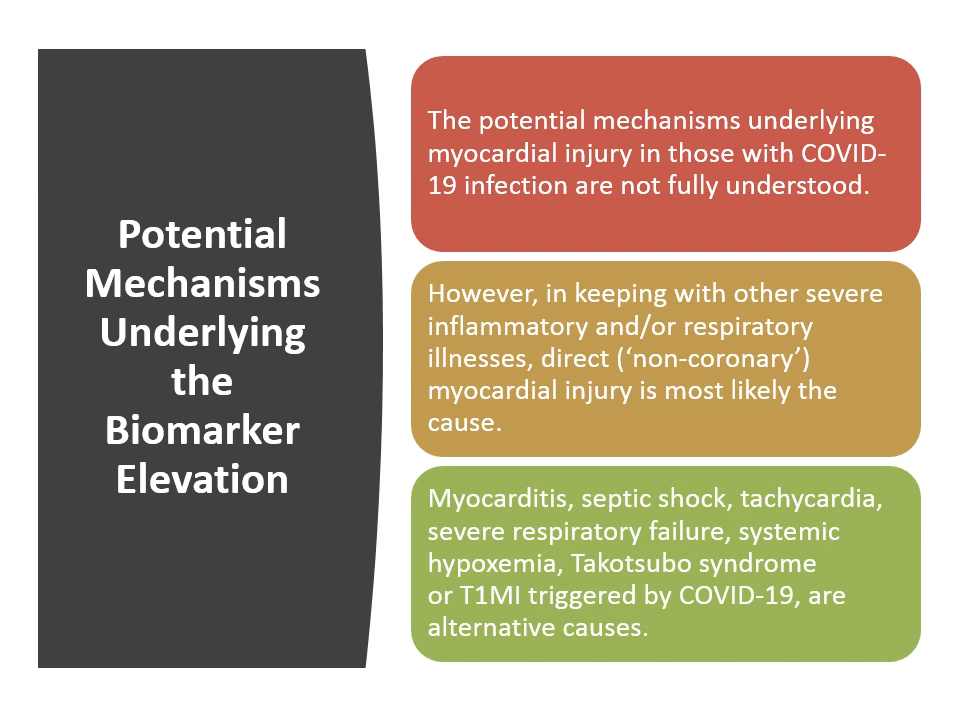 Potential
Mechanisms
Underlying
the
Biomarker
Elevation
The potential mechanisms underlying
myocardial injury in those with COVID-
19 infection are not fully understood.
However, in keeping with other severe
inflammatory and/or respiratory
illnesses, direct (‘non-coronary’)
myocardial injury is most likely the
cause.
Myocarditis, septic shock, tachycardia,
severe respiratory failure, systemic
hypoxemia, Takotsubo syndrome
or T1MI triggered by COVID-19, are
alternative causes.